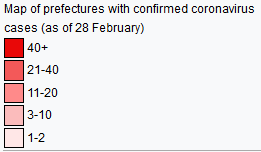 Map of prefectures with confirmed coronavirus
cases (as of 28 February)
40+
21-40
11-20
3-10
1-2